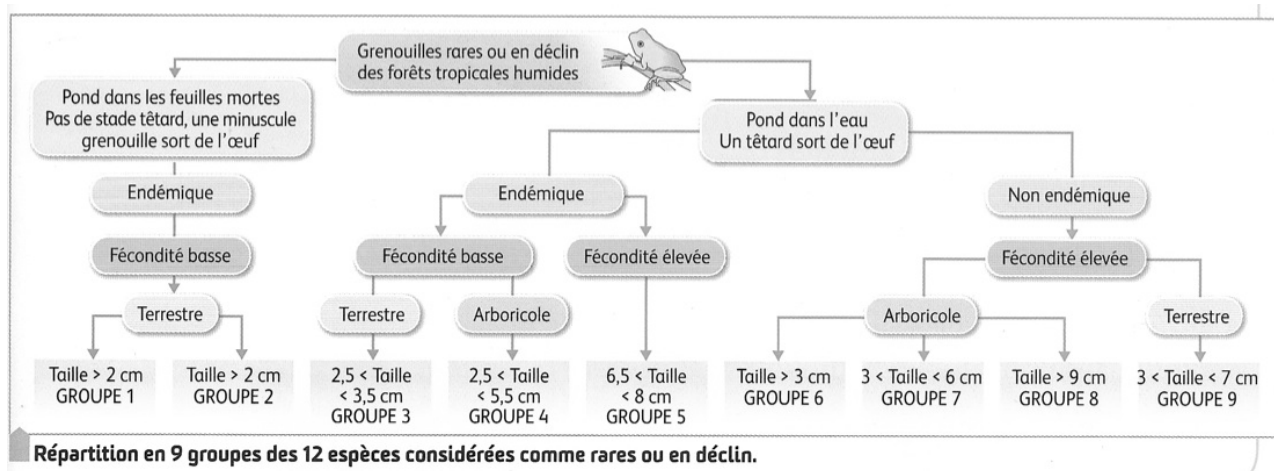 Grenouilles rares ou en déclin
des forêts tropicales humides
Pond dans les feuilles mortes
Pas de stade têtard, une minuscule
grenouille sort de l'œuf
Pond dans l'eau
Un têtard sort de l'œuf
Endémique
Endémique
Non endémique
Fécondité basse
Fécondité basse
Fécondité élevée
Fécondité élevée
Terrestre
Terrestre
Arboricole
Arboricole
Terrestre
Taille > 2 cm
GROUPE 1
Taille > 2 cm
GROUPE 2
2,5 < Taille
< 3,5 cm
GROUPE 3
2,5 < Taille
< 5,5 cm
GROUPE 4
6,5 < Taille
< 8 cm
GROUPE 5
Taille > 3 cm
GROUPE 6
3 < Taille < 6 cm
GROUPE 7
Taille > 9 cm
GROUPE 8
3 < Taille < 7 cm
GROUPE 9
Répartition en 9 groupes des 12 espèces considérées comme rares ou en déclin.